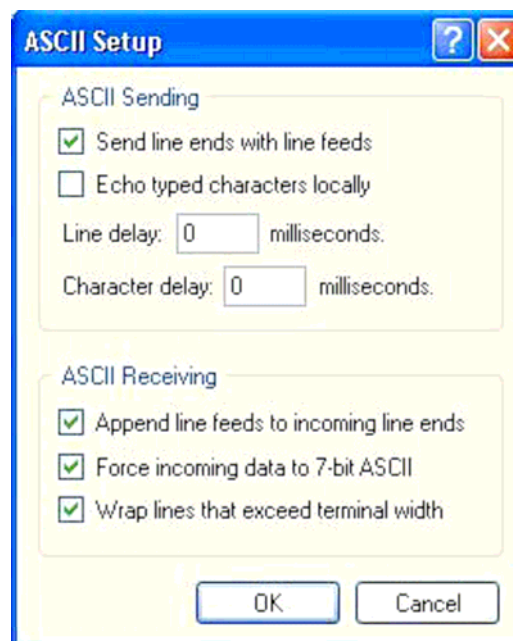 ASCII Setup ?
ASCII Sending
Send line ends with line feeds
Echo typed characters locally
Line delay: 0 milliseconds.
Character delay: 0 milliseconds.
ASCII Receiving
Append line feeds to incoming line ends
Force incoming data to 7-bit ASCII
Wrap lines that exceed terminal width
OK Cancel